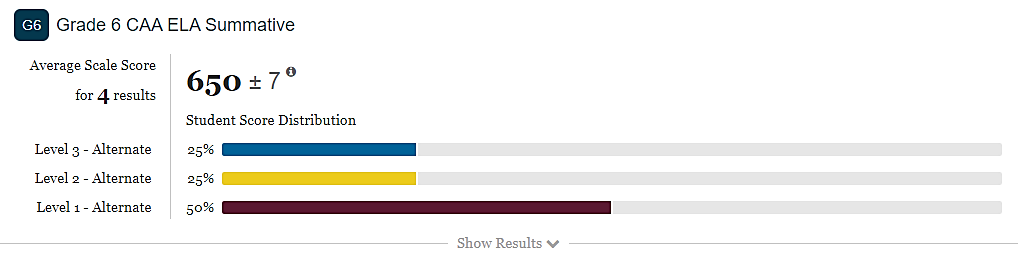 G6 Grade 6 CAA ELA Summative
Average Scale Score
for 4 results
650 ± 7 i
Student Score Distribution
Level 3 - Alternate 25%
Level 2 - Alternate 25%
Level 1 - Alternate 50%
Show Results